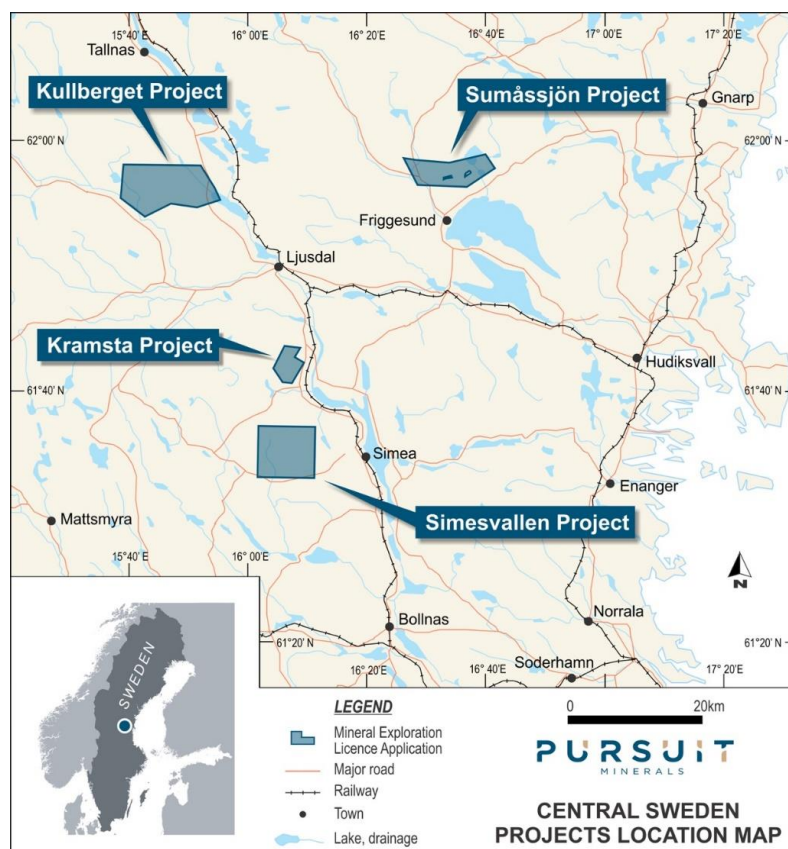 15°40'E
16°00'E
16°20'E
16°40'E
17°00'E
17°20'E
Tallnas
Kullberget Project
Sumåssjön Project
Gnarp
62°00' N
62°00' N
Friggesund
Ljusdal
Kramsta Project
Hudiksvall
61°40' N
61°40' N
Simea
Enanger
Simesvallen Project
Mattsmyra
15°40'E
16°00'E
N
Norrala
Bollnas
61°20' N
61°20' N
Soderhamn
16°20'E
16°40'E
17°20'E
SWEDEN
LEGEND
Mineral Exploration
Licence Application
Major road
Railway
Town
Lake, drainage
0 20km
PURSUIT
MINERALS
CENTRAL SWEDEN
PROJECTS LOCATION MAP